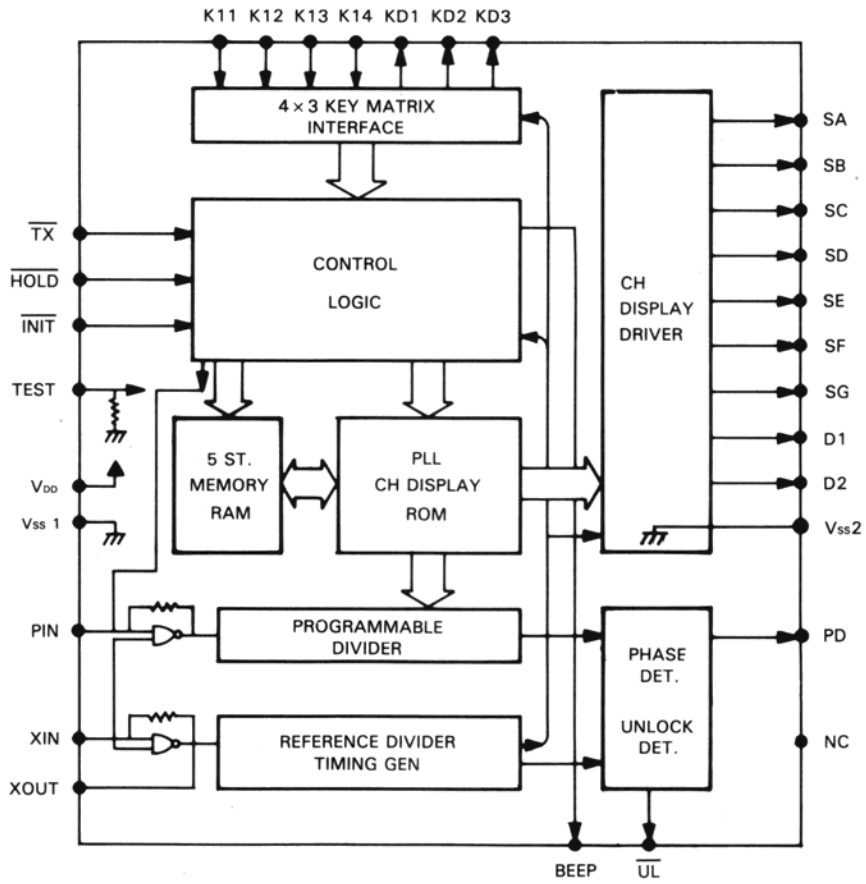 K11 K12 K13 K14 KD1 KD2 KD3
4 × 3 KEY MATRIX
INTERFACE
SA
SB
SC
SD
SE
SF
SG
D1
D2
Vss2
CH
DISPLAY
DRIVER
TX
HOLD
INIT
TEST
VDD
Vss 1
CONTROL
LOGIC
5 ST.
MEMORY
RAM
PLL
CH DISPLAY
ROM
PIN
PROGRAMMABLE
DIVIDER
PHASE
DET.
UNLOCK
DET.
PD
NC
XIN
XOUT
REFERENCE DIVIDER
TIMING GEN
BEEP
UL